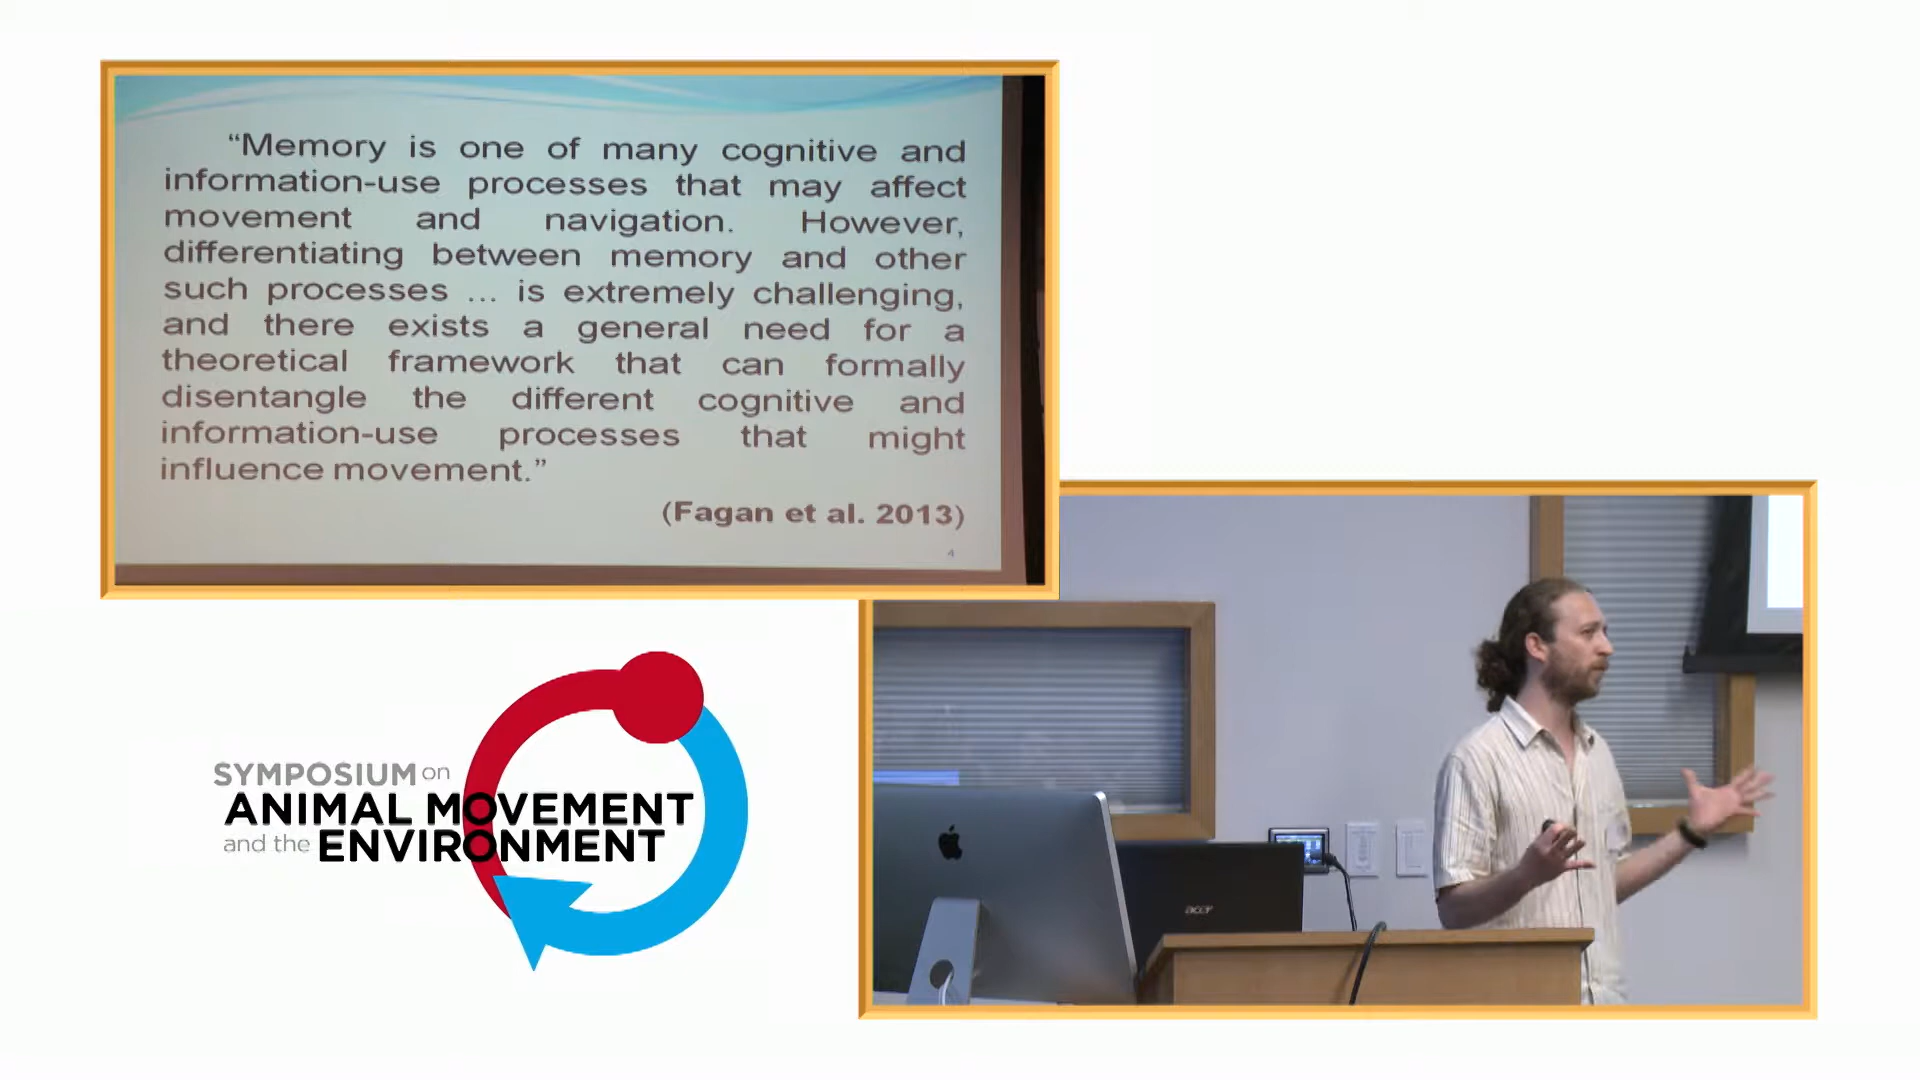 “Memory is one of many cognitive and
information-use processes that may affect
movement and navigation. However,
differentiating between memory and other
such processes ... is extremely challenging,
and there exists a general need for a
theoretical framework that can formally
disentangle the different cognitive and
information-use processes that might
influence movement.”
(Fagan et al. 2013)
4
SYMPOSIUM on
ANIMAL MOVEMENT
and the ENVIRONMENT
acer